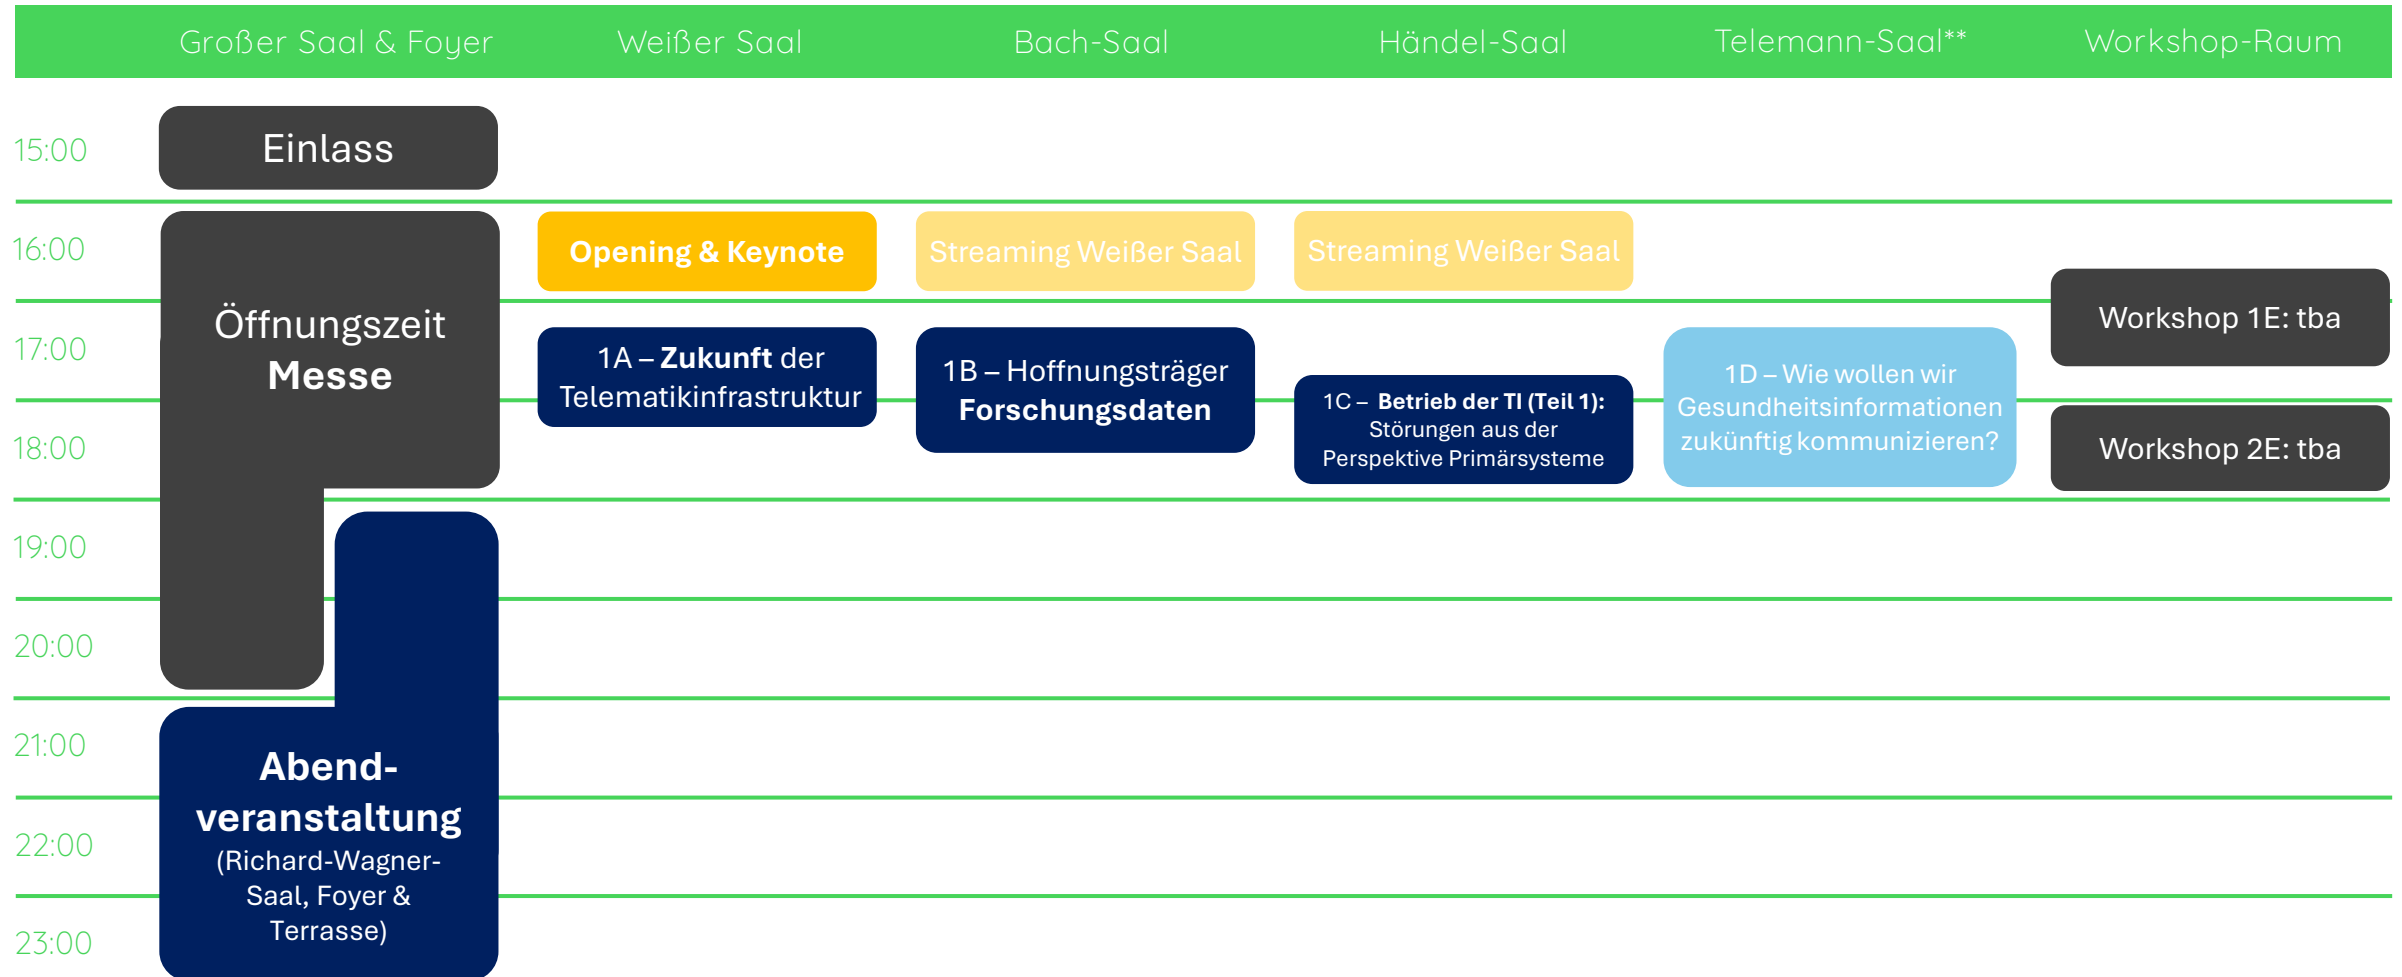 Großer Saal & Foyer
Weißer Saal
Bach-Saal
Händel-Saal
Telemann-Saal**
Workshop-Raum
15:00
Einlass
16:00
Opening & Keynote
Streaming Weißer Saal
Streaming Weißer Saal
Öffnungszeit
Messe
17:00
1A – Zukunft der
Telematikinfrastruktur
1B – Hoffnungsträger
Forschungsdaten
1C – Betrieb der TI (Teil 1):
Störungen aus der
Perspektive Primärsysteme
1D – Wie wollen wir
Gesundheitsinformationen
zukünftig kommunizieren?
Workshop 1E: tba
18:00
Workshop 2E: tba
19:00
20:00
21:00
Abend-
veranstaltung
(Richard-Wagner-
Saal, Foyer &
Terrasse)
22:00
23:00